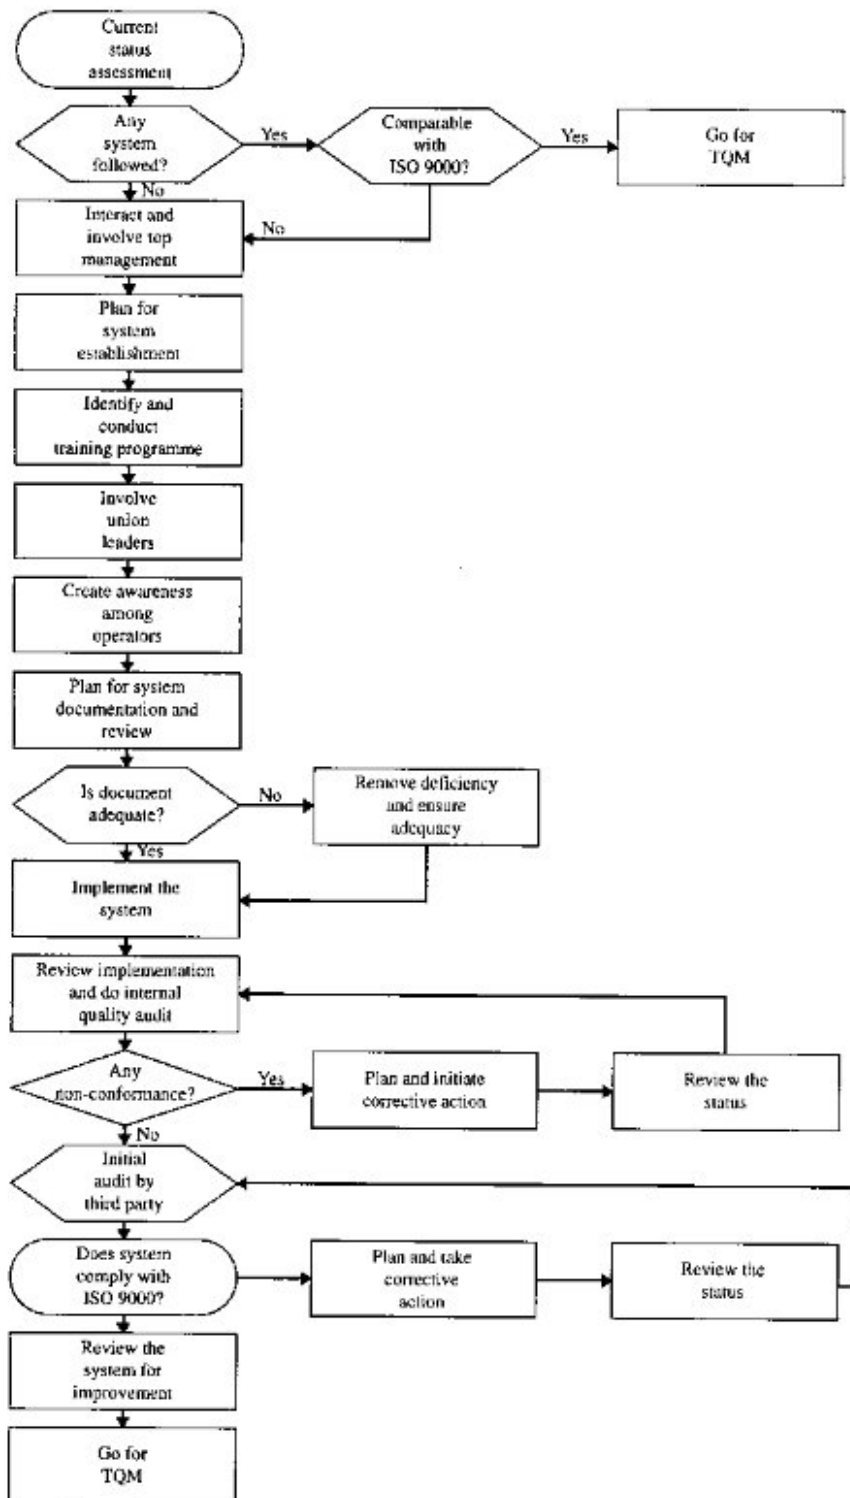 Current
status
assessment
Any
system
followed?
Yes
Comparable
with
ISO 9000?
Yes
Go for
TQM
No
Interact and
involve top
management
No
Plan for
system
establishment
Identify and
conduct
training programme
Involve
union
leaders
Create awareness
among
operators
Plan for system
documentation and
review
Is document
adequate?
No
Remove deficiency
and ensure
adequacy
Yes
Implement the
system
Review implementation
and do internal
quality audit
Any
non-conformance?
Yes
Plan and initiate
corrective action
Review the
status
No
Initial
audit by
third party
Does system
comply with
ISO 9000?
Plan and take
corrective
action
Review the
status
Review the
system for
improvement
Go for
TQM